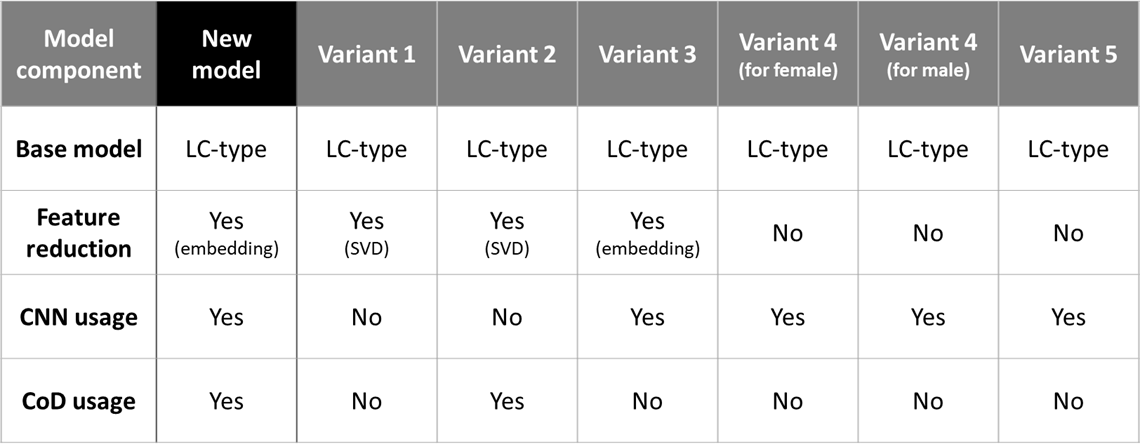 Model component New model Variant 1 Variant 2 Variant 3 Variant 4 (for female) Variant 4 (for male) Variant 5
Base model LC-type LC-type LC-type LC-type LC-type LC-type LC-type
Feature reduction Yes (embedding) Yes (SVD) Yes (SVD) Yes (embedding) No No No
CNN usage Yes No No Yes Yes Yes Yes
CoD usage Yes No Yes No No No No